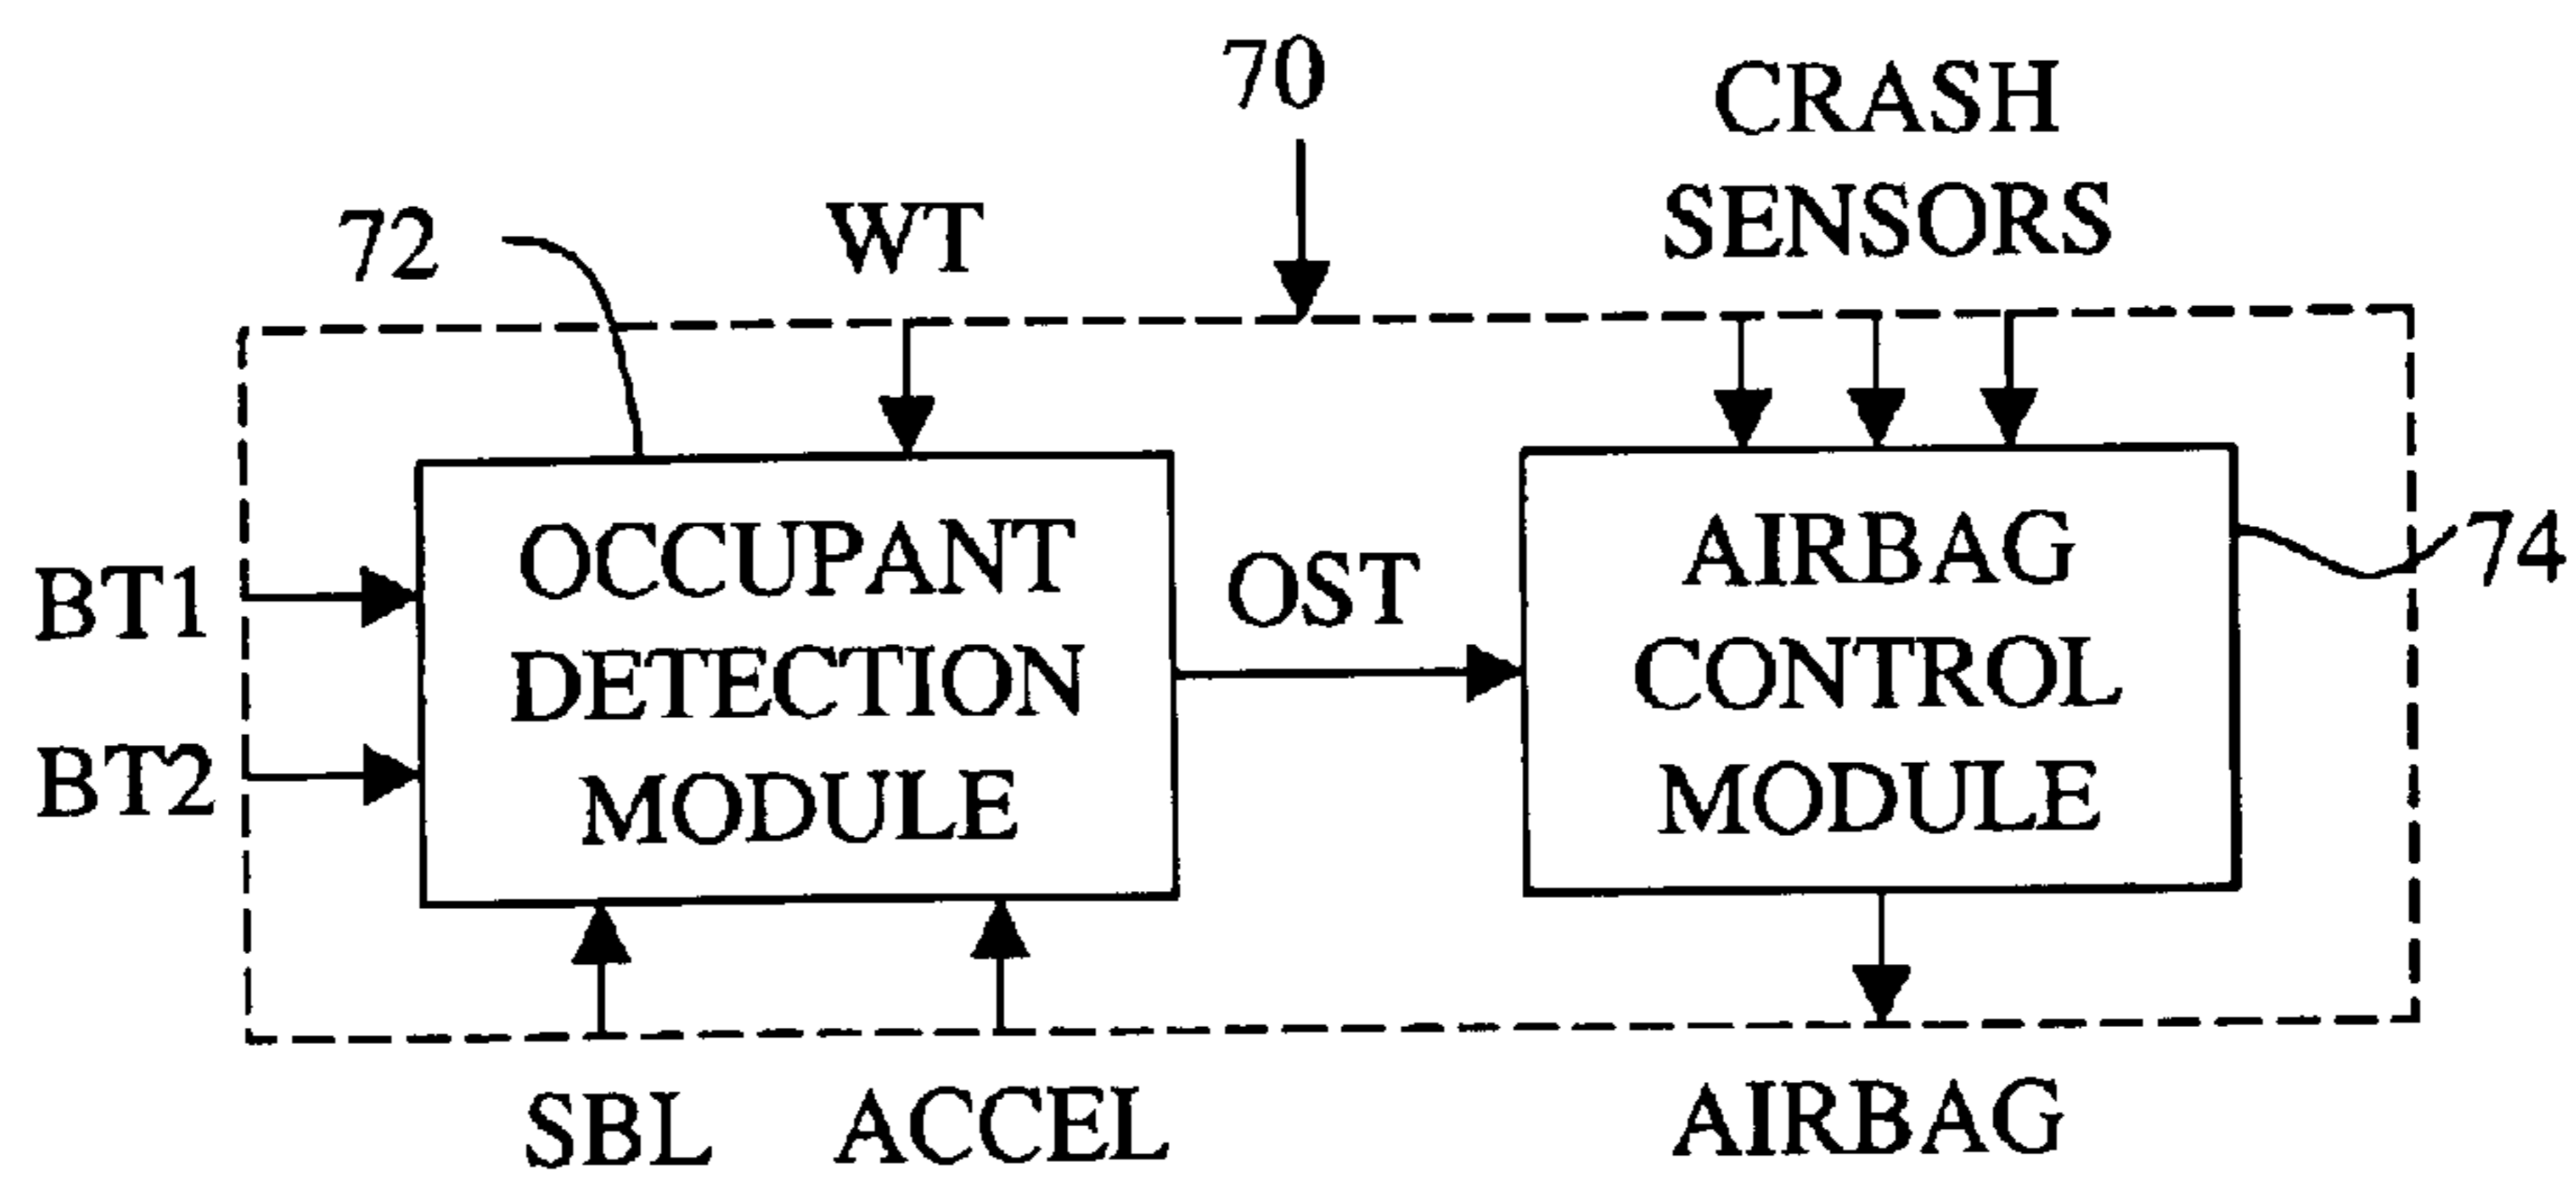 70
CRASH
SENSORS
72
WT
BT1
BT2
OCCUPANT
DETECTION
MODULE
OST
AIRBAG
CONTROL
MODULE
74
SBL
ACCEL
AIRBAG